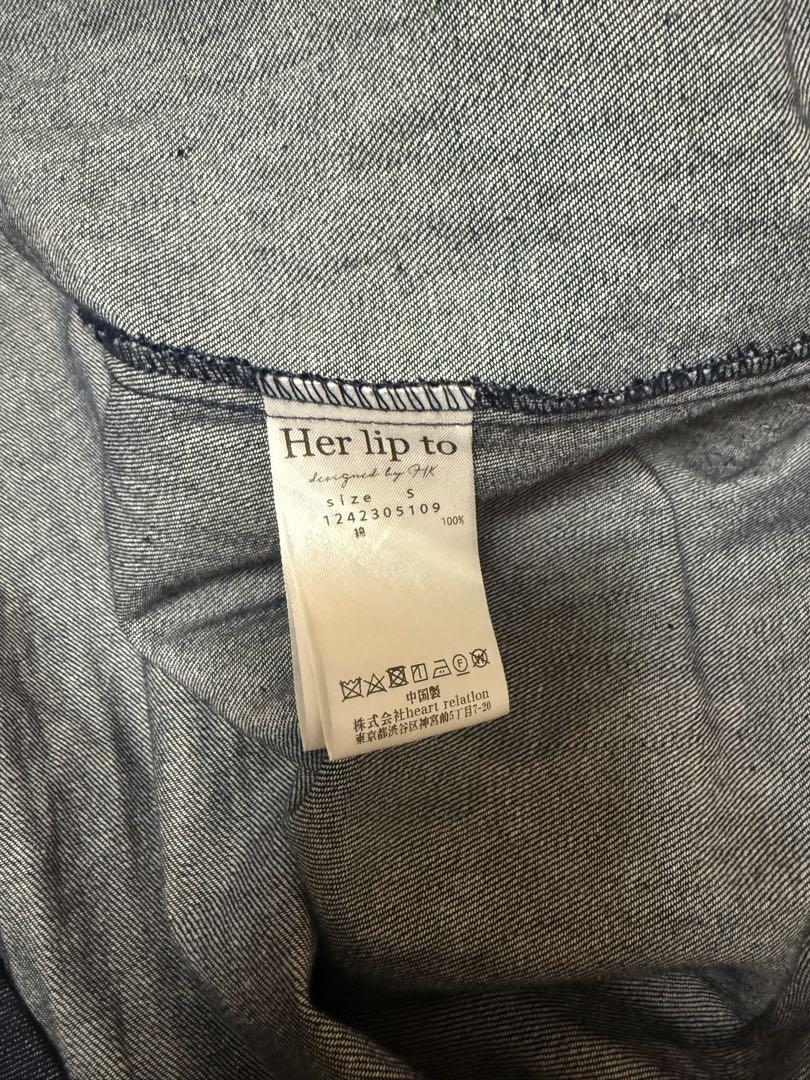 Her lip to
designed by HK
size S
1242305109
綿 100%
中国製
株式会社heart relation
東京都渋谷区神宮前5丁目7-20